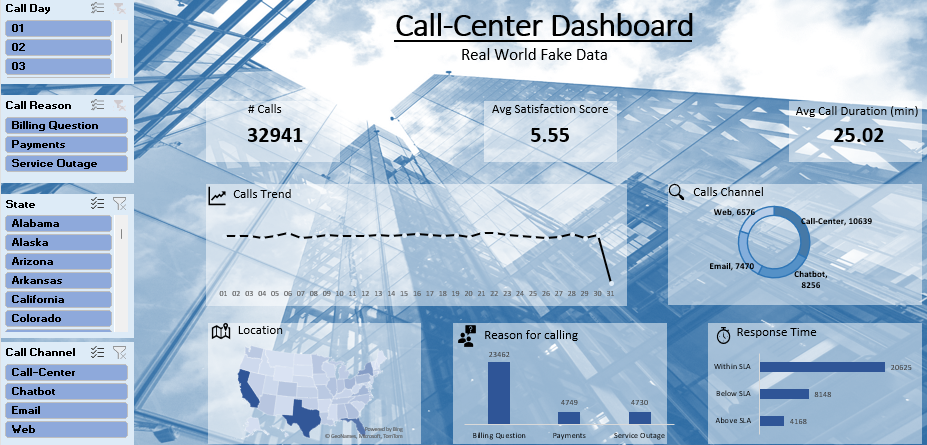 Call-Center Dashboard
Real World Fake Data
Call Day
01
02
03
Call Reason
Billing Question
Payments
Service Outage
State
Alabama
Alaska
Arizona
Arkansas
California
Colorado
Call Channel
Call-Center
Chatbot
Email
Web
# Calls
32941
Avg Satisfaction Score
5.55
Avg Call Duration (min)
25.02
Calls Trend
01 02 03 04 05 06 07 08 09 10 11 12 13 14 15 16 17 18 19 20 21 22 23 24 25 26 27 28 29 30 31
Calls Channel
Web, 6576
Call-Center, 10639
Email, 7470
Chatbot,
8256
Location
Powered by Bing
© GeoNames, Microsoft, TomTom
Reason for calling
23462
4749
4730
Billing Question
Payments
Service Outage
Response Time
Within SLA
20625
Below SLA
8148
Above SLA
4168